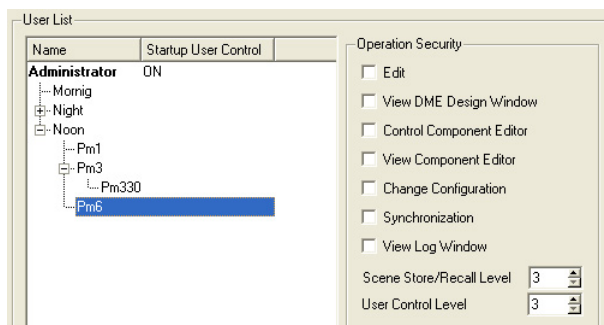 User List
Name Startup User Control
Administrator ON
Mornig
Night
Noon
Pm1
Pm3
Pm330
Pm6
Operation Security
Edit
View DME Design Window
Control Component Editor
View Component Editor
Change Configuration
Synchronization
View Log Window
Scene Store/Recall Level 3
User Control Level 3